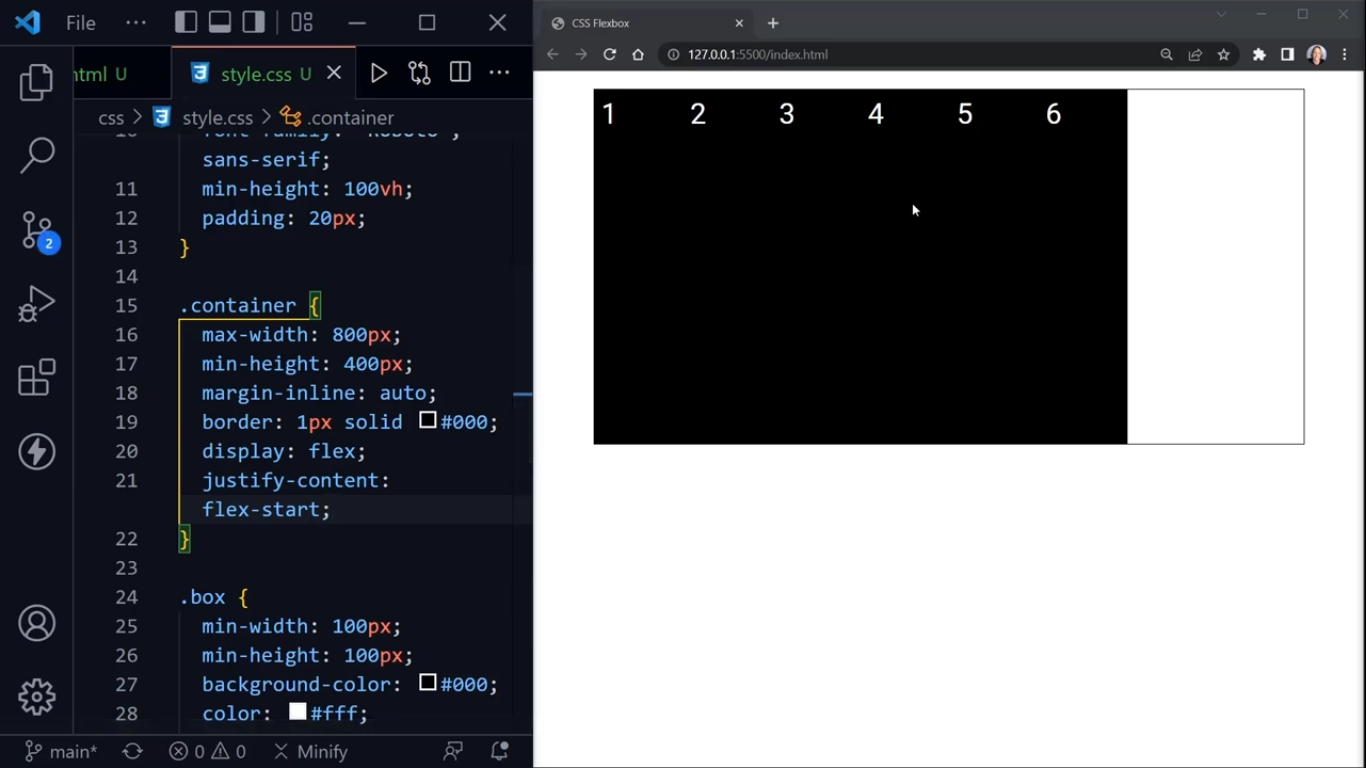 File ...
CSS Flexbox
127.0.0.1:5500/index.html
html U
style.css U
css > style.css > .container
sans-serif;
11 min-height: 100vh;
12 padding: 20px;
13 }
14
15 .container {
16 max-width: 800px;
17 min-height: 400px;
18 margin-inline: auto;
19 border: 1px solid #000;
20 display: flex;
21 justify-content:
flex-start;
22 }
23
24 .box {
25 min-width: 100px;
26 min-height: 100px;
27 background-color: #000;
28 color: #fff;
2
main* 0 0 Minify
1 2 3 4 5 6